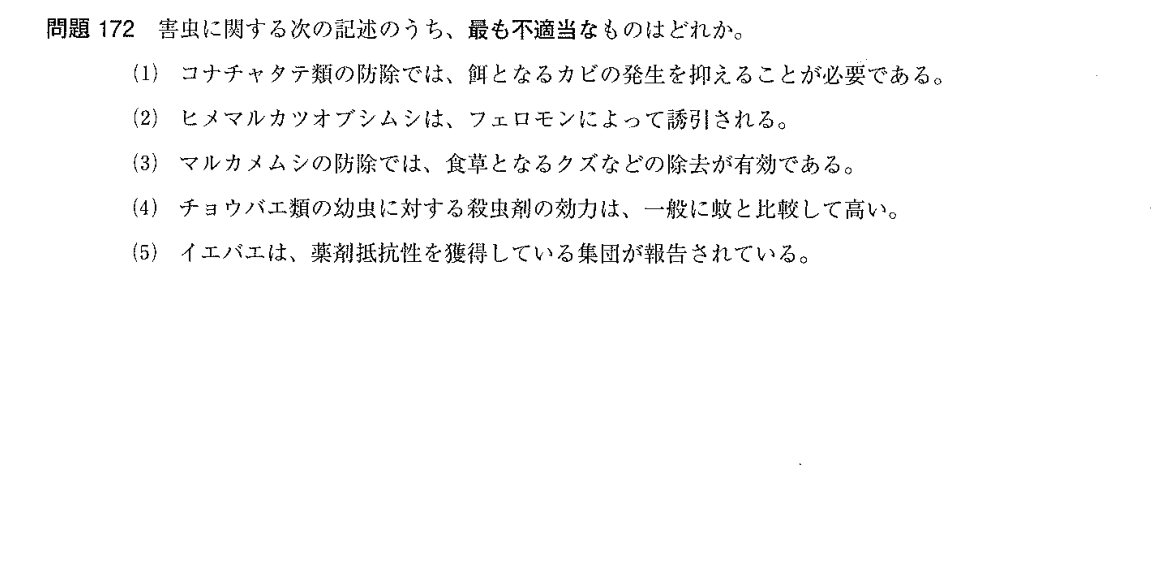 問題 172 害虫に関する次の記述のうち、最も不適当なものはどれか。
(1) コナチャタテ類の防除では、餌となるカビの発生を抑えることが必要である。
(2) ヒメマルカツオブシムシは、フェロモンによって誘引される。
(3) マルカメムシの防除では、食草となるクズなどの除去が有効である。
(4) チョウバエ類の幼虫に対する殺虫剤の効力は、一般に蚊と比較して高い。
(5) イエバエは、薬剤抵抗性を獲得している集団が報告されている。